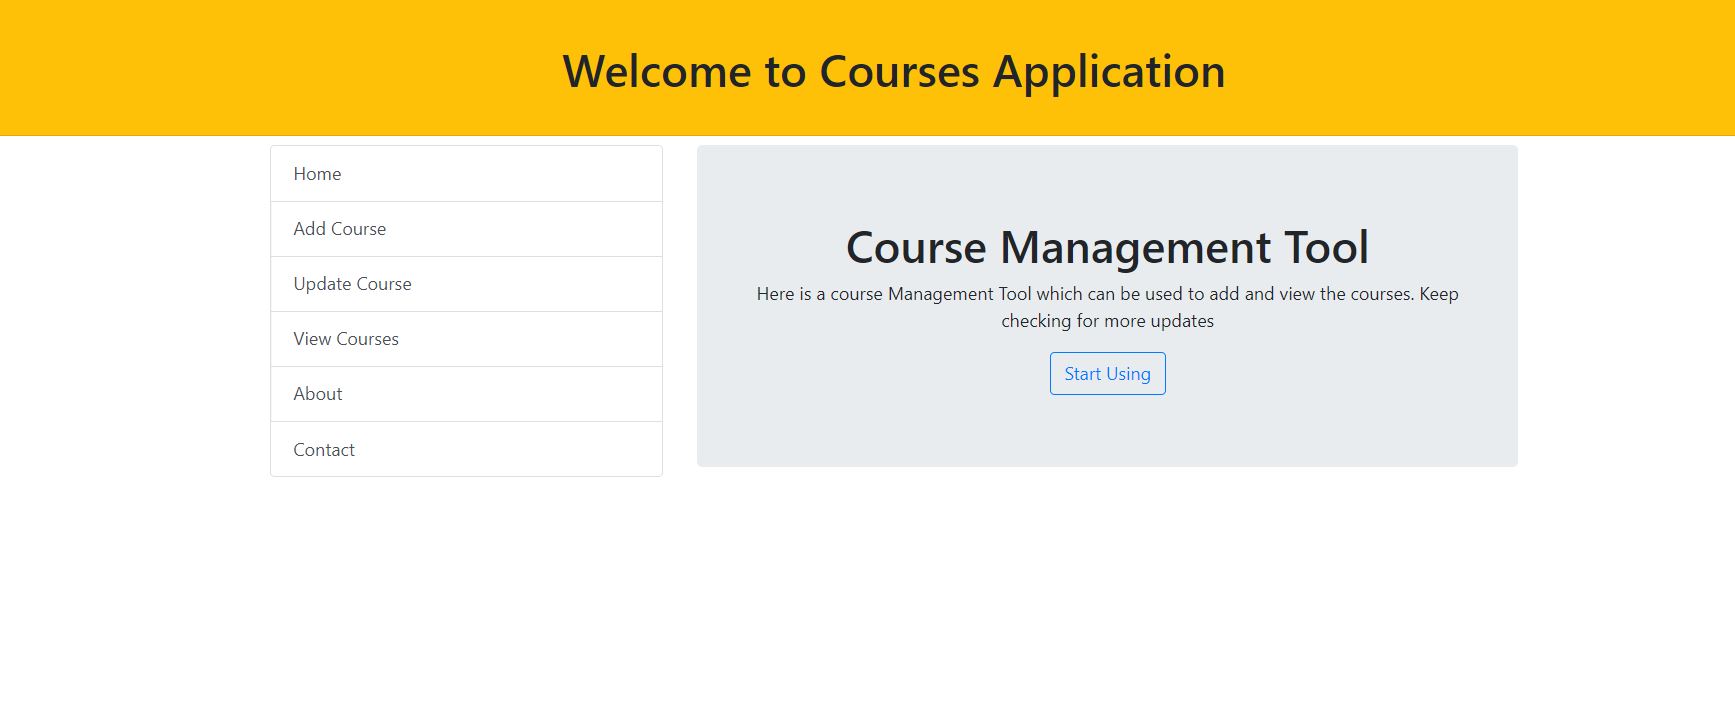 Welcome to Courses Application
Home
Add Course
Update Course
View Courses
About
Contact
Course Management Tool
Here is a course Management Tool which can be used to add and view the courses. Keep
checking for more updates
Start Using